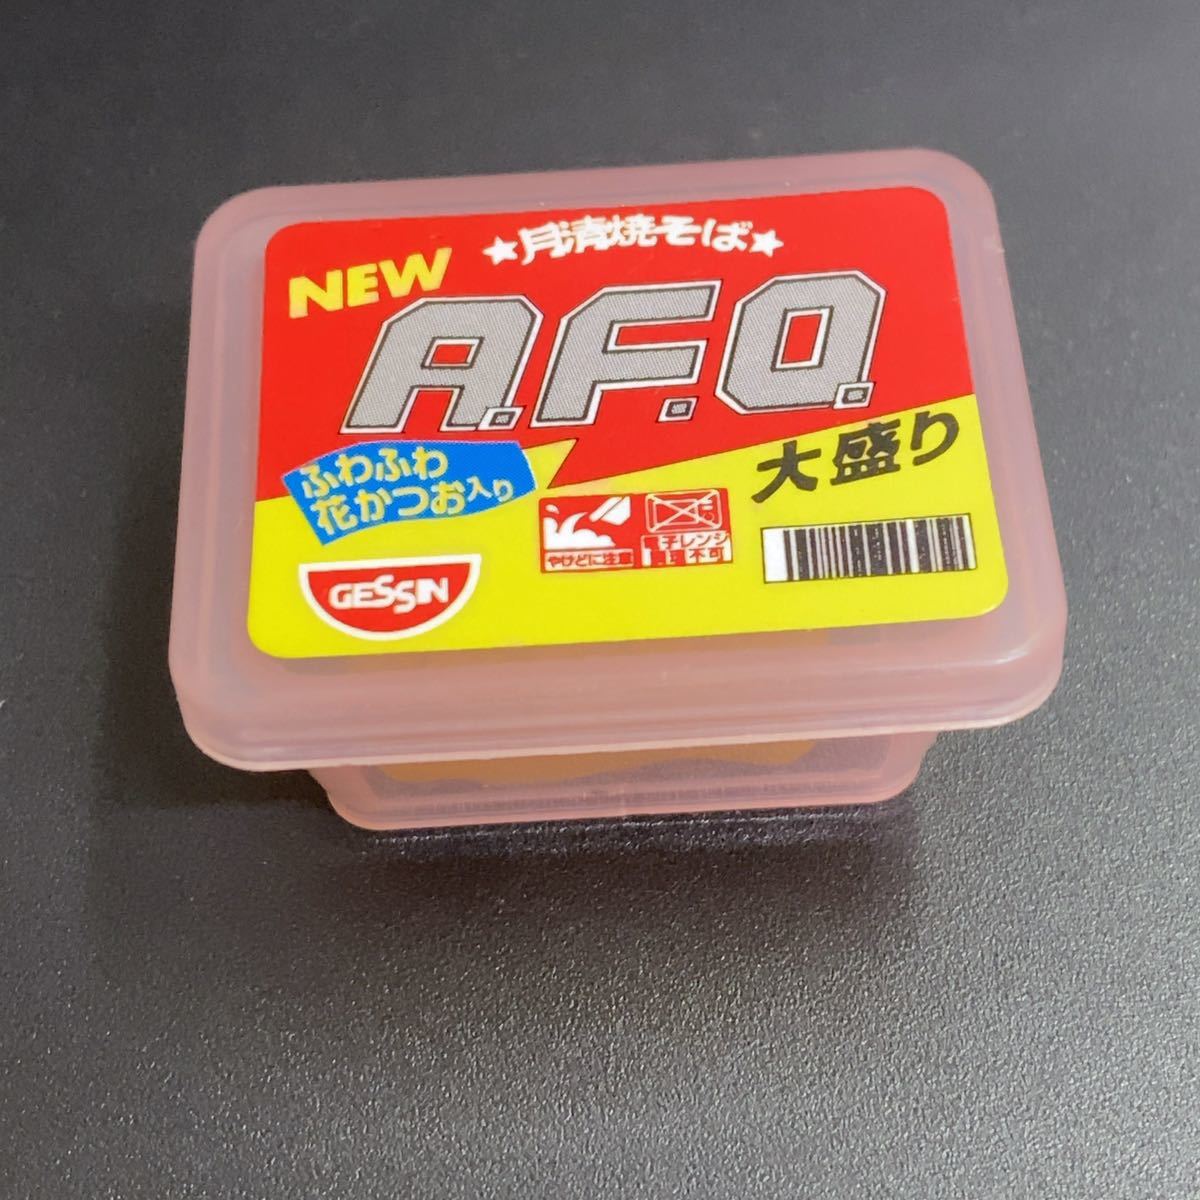 ★月清焼そば★
NEW
A.F.O.
大盛り
ふわふわ
花かつお入り
やけどに注意
電子レンジ
調理不可
GESSIN